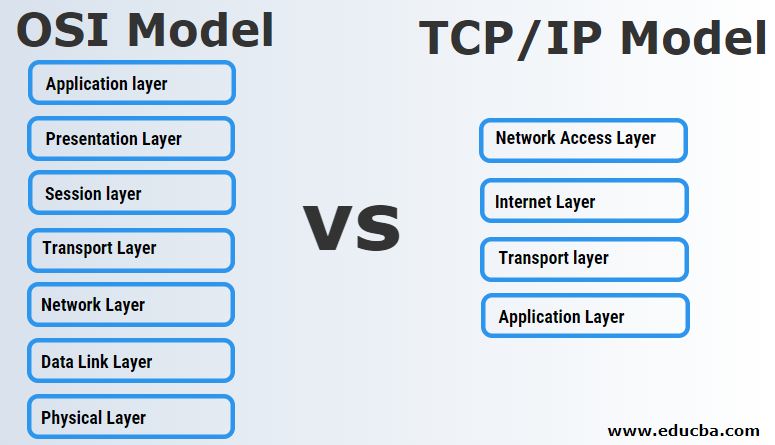 OSI Model
Application layer
Presentation Layer
Session layer
Transport Layer
Network Layer
Data Link Layer
Physical Layer
vs
TCP/IP Model
Network Access Layer
Internet Layer
Transport layer
Application Layer
www.educba.com